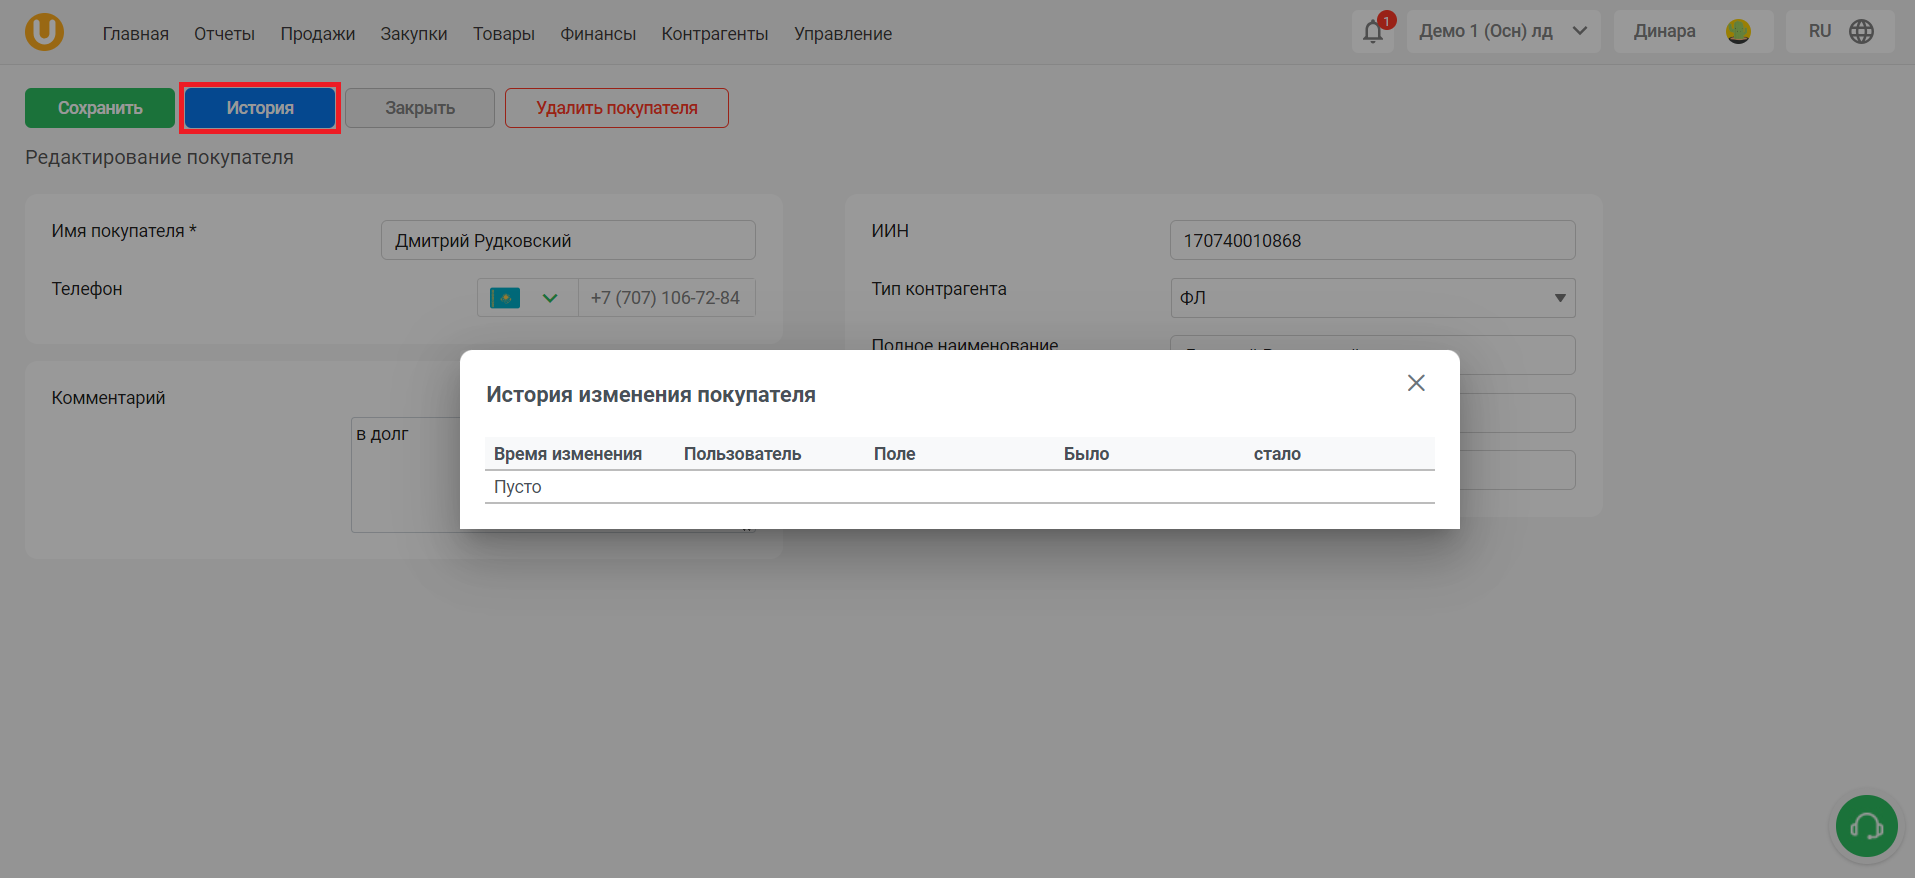 U
Главная Отчеты Продажи Закупки Товары Финансы Контрагенты Управление
1
Демо 1 (Осн) лд
Динара
RU
Сохранить История Закрыть Удалить покупателя
Редактирование покупателя
Имя покупателя *
Дмитрий Рудковский
Телефон
+7 (707) 106-72-84
ИИН
170740010868
Тип контрагента
ФЛ
Полное наименование
Комментарий
в долг
История изменения покупателя
Время изменения Пользователь Поле Было стало
Пусто